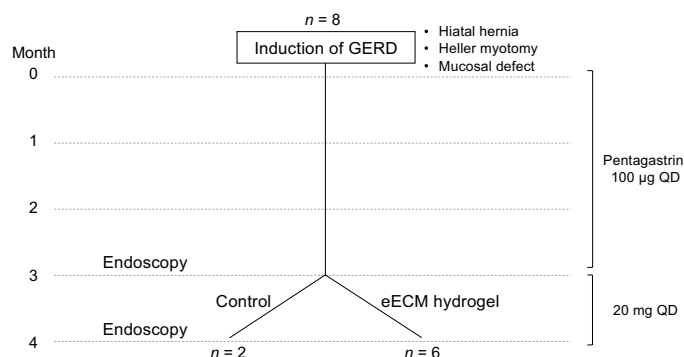 n = 8
Induction of GERD
• Hiatal hernia
• Heller myotomy
• Mucosal defect
Month
0
1
2
Pentagastrin
100 µg QD
Endoscopy
3
Control
eECM hydrogel
20 mg QD
Endoscopy
4
n = 2
n = 6